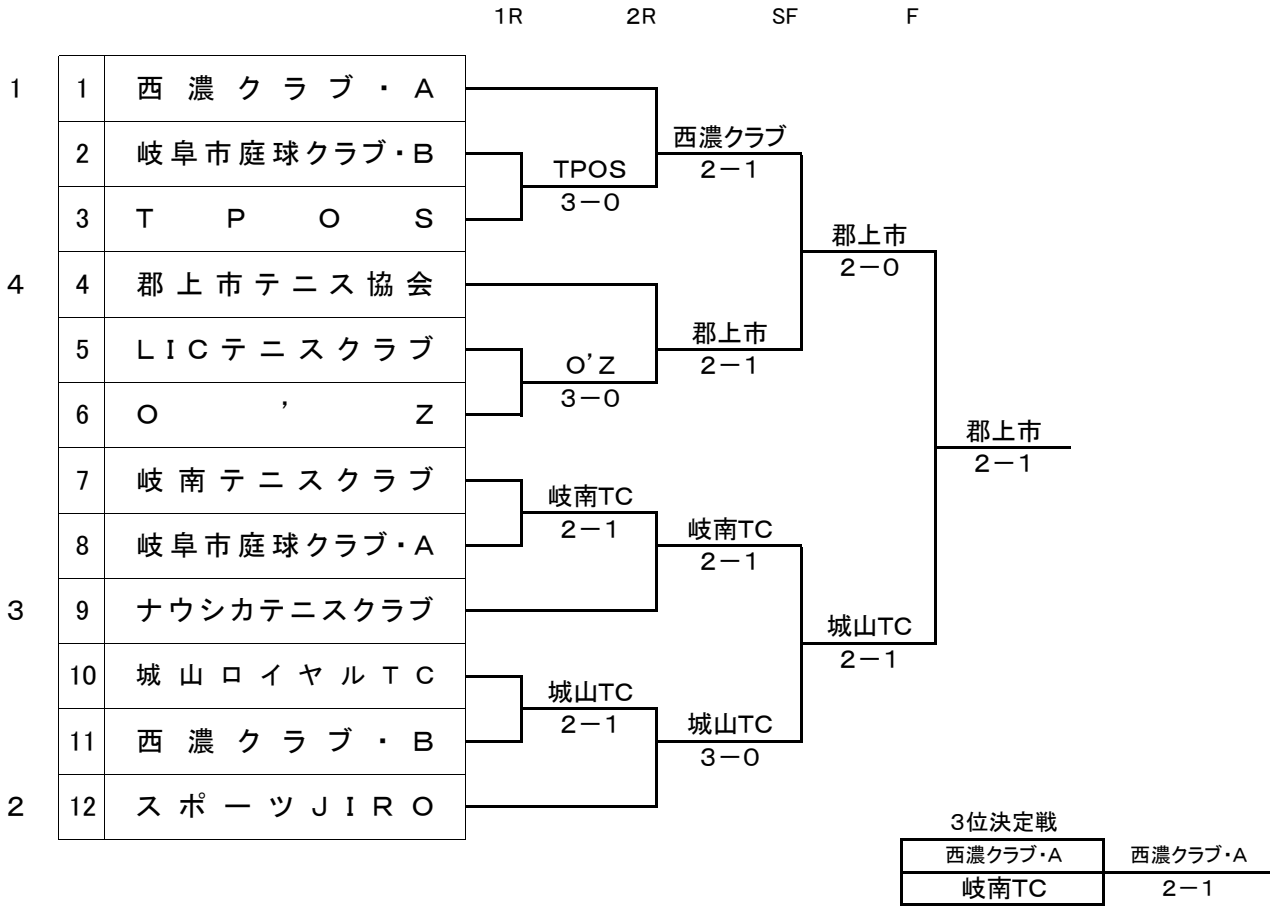 1R 2R SF F
1 1 西濃クラブ・A
2 岐阜市庭球クラブ・B
3 TPOS
4 4 郡上市テニス協会
5 LICテニスクラブ
6 O’Z
7 岐南テニスクラブ
8 岐阜市庭球クラブ・A
3 9 ナウシカテニスクラブ
10 城山ロイヤルTC
11 西濃クラブ・B
2 12 スポーツJIRO
TPOS
3－0
O’Z
3－0
岐南TC
2－1
城山TC
2－1
西濃クラブ
2－1
郡上市
2－1
岐南TC
2－1
城山TC
3－0
郡上市
2－0
城山TC
2－1
郡上市
2－1
3位決定戦
西濃クラブ・A 西濃クラブ・A
岐南TC 2－1